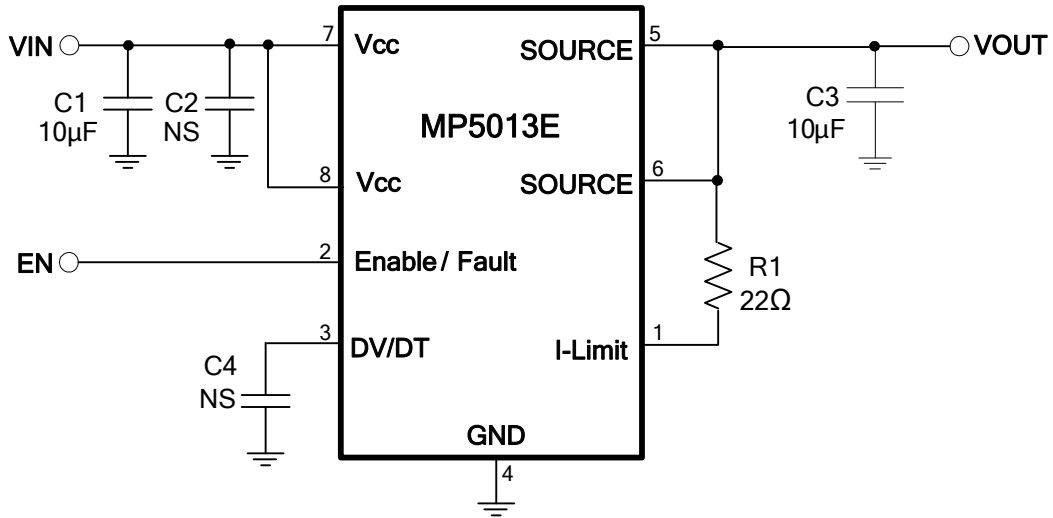 VIN
C1
10µF
C2
NS
7
Vcc
8
Vcc
EN
2
Enable / Fault
3
DV/DT
C4
NS
MP5013E
GND
4
SOURCE
5
SOURCE
6
I-Limit
1
R1
22Ω
C3
10µF
VOUT